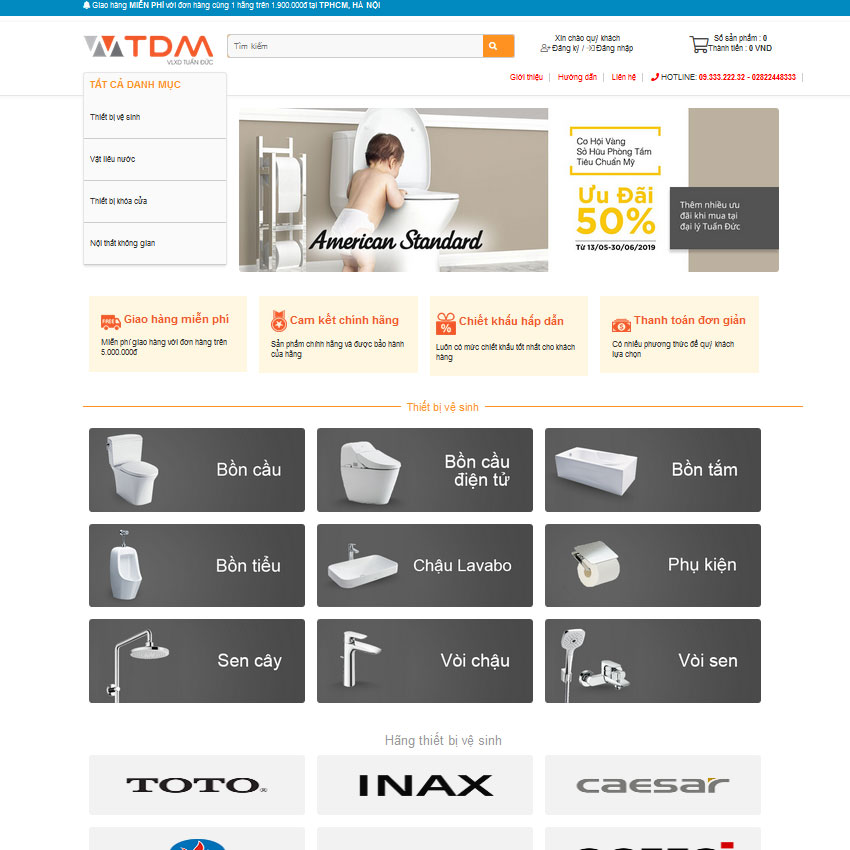 Giao hàng MIỄN PHÍ với đơn hàng cùng 1 hãng trên 1.900.000đ tại TPHCM, HÀ NỘI
TDM
VLXD TUẤN ĐỨC
Tìm kiếm
Xin chào quý khách
Đăng ký / Đăng nhập
Số sản phẩm : 0
Thành tiền : 0 VND
Giới thiệu
Hướng dẫn
Liên hệ
HOTLINE: 09.333.222.32 - 02822448333
TẤT CẢ DANH MỤC
Thiết bị vệ sinh
Vật liệu nước
Thiết bị khóa cửa
Nội thất không gian
American Standard
Cơ Hội Vàng
Sở Hữu Phòng Tắm
Tiêu Chuẩn Mỹ
Ưu Đãi
50%
Từ 13/05-30/06/2019
Thêm nhiều ưu
đãi khi mua tại
đại lý Tuấn Đức
FREE
Giao hàng miễn phí
Miễn phí giao hàng với đơn hàng trên
5.000.000đ
Cam kết chính hãng
Sản phẩm chính hãng và được bảo hành
của hãng
%
Chiết khấu hấp dẫn
Luôn có mức chiết khấu tốt nhất cho khách
hàng
$
Thanh toán đơn giản
Có nhiều phương thức để quý khách
lựa chọn
Thiết bị vệ sinh
Bồn cầu
Bồn cầu
điện tử
Bồn tắm
Bồn tiểu
Chậu Lavabo
Phụ kiện
Sen cây
Vòi chậu
Vòi sen
Hãng thiết bị vệ sinh
TOTO®
INAX
caesar